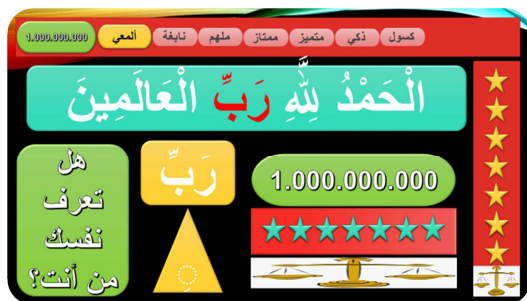 كسول ذكي متميز ممتاز ملهم نابغة ألمعي 1.000.000.000
الْحَمْدُ لِلَّهِ رَبِّ الْعَالَمِينَ
رَبِّ
1.000.000.000
هل
تعرف
نفسك
من أنت؟